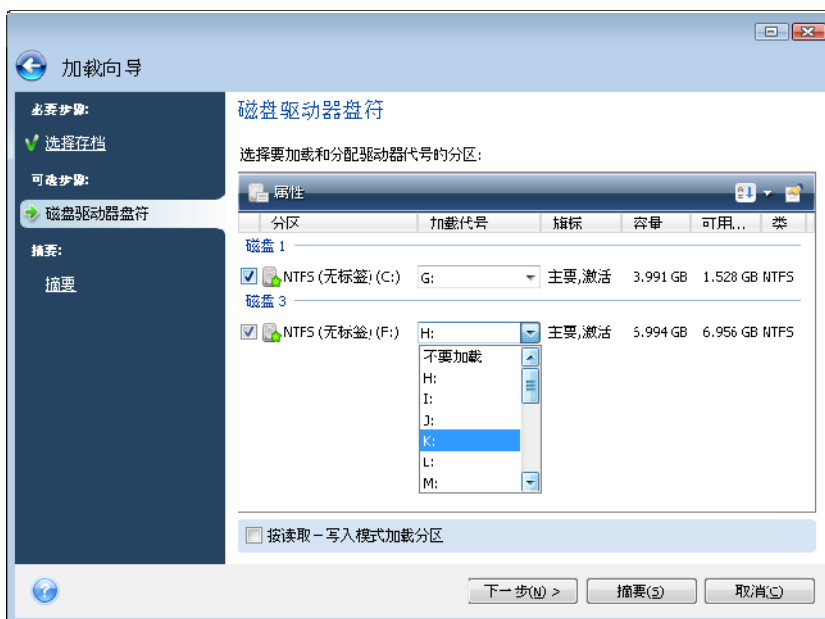 加载向导
必要步骤:
选择存档
可选步骤:
磁盘驱动器盘符
摘要:
摘要
磁盘驱动器盘符
选择要加载和分配驱动器代号的分区:
属性
分区 加载代号 旗标 容量 可用... 类
磁盘 1
NTFS (无标签) (C:) G: 主要,激活 3.991 GB 1.528 GB NTFS
磁盘 3
NTFS (无标签) (F:) H: 主要,激活 6.956 GB NTFS
不要加载
H:
I:
J:
K:
L:
M:
按读取－写入模式加载分区
下一步(N) >
摘要(S)
取消(C)